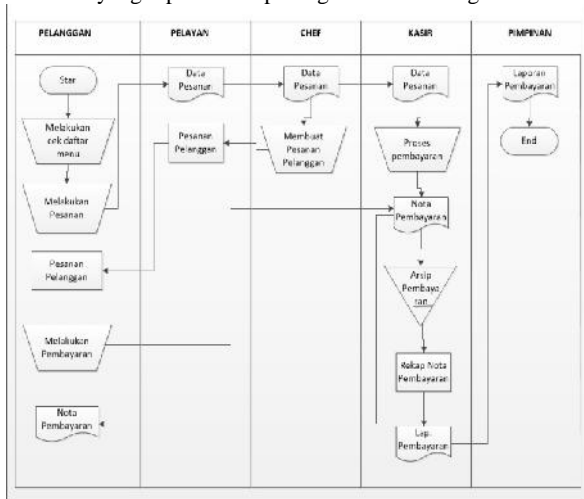 PELANGGAN
PELAYAN
CHEF
KASIR
PIMPINAN
Star
Data
Pesanan
Data
Pesanan
Data
Pesanan
Laporan
Pembayaran
Melakukan
cek daftar
menu
Pesanan
Pelanggan
Membuat
Pesanan
Pelanggan
Proses
pembayaran
End
Melakukan
Pesanan
Nota
Pembayaran
Pesanan
Pelanggan
Arsip
Pembaya
ran
Melakukan
Pembayaran
Rekap Nota
Pembayaran
Nota
Pembayaran
Lap.
Pembayaran